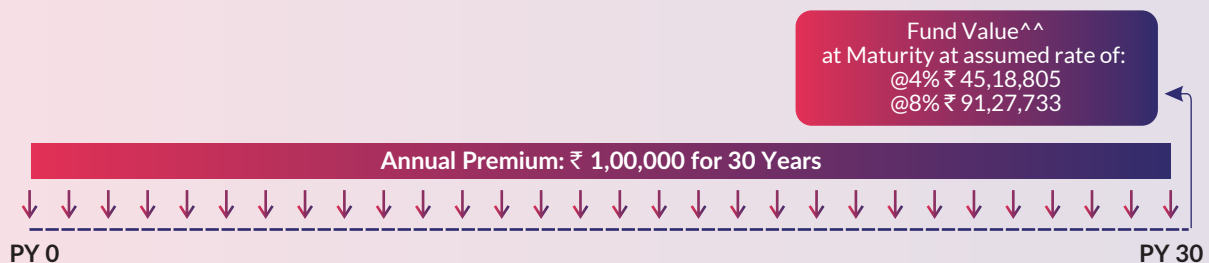 Fund Value^^
at Maturity at assumed rate of:
@4% ₹ 45,18,805
@8% ₹ 91,27,733
Annual Premium: ₹ 1,00,000 for 30 Years
PY 0
PY 30